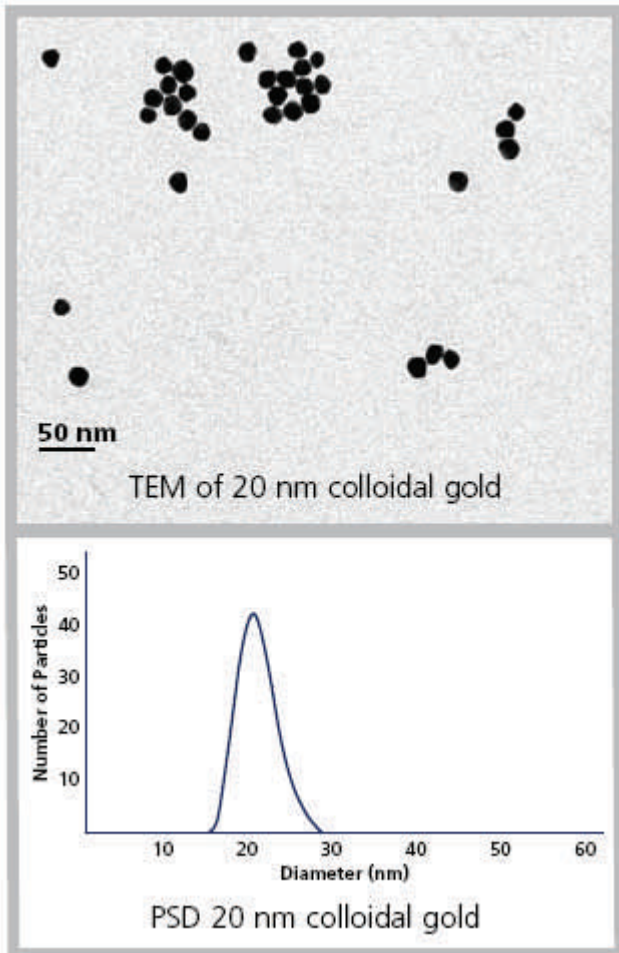 50 nm
TEM of 20 nm colloidal gold
50
40
30
20
10
Number of Particles
10 20 30 40 50 60
Diameter (nm)
PSD 20 nm colloidal gold